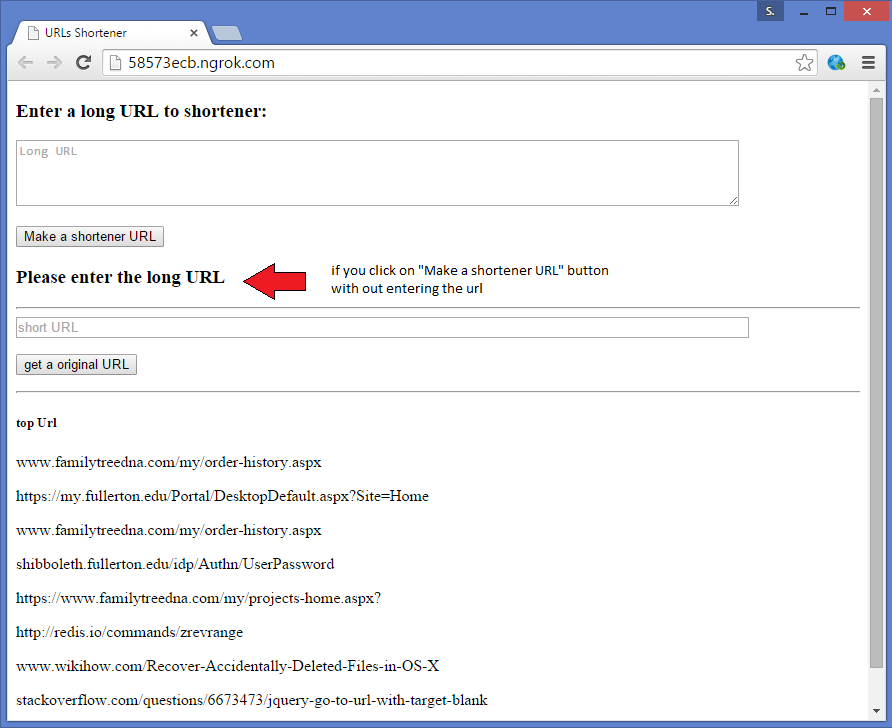 S.
URLs Shortener
58573ecb.ngrok.com
Enter a long URL to shortener:
Long URL
Make a shortener URL
Please enter the long URL
if you click on "Make a shortener URL" button
with out entering the url
short URL
get a original URL
top Url
www.familytreedna.com/my/order-history.aspx
https://my.fullerton.edu/Portal/DesktopDefault.aspx?Site=Home
www.familytreedna.com/my/order-history.aspx
shibboleth.fullerton.edu/idp/Authn/UserPassword
https://www.familytreedna.com/my/projects-home.aspx?
http://redis.io/commands/zrevrange
www.wikihow.com/Recover-Accidentally-Deleted-Files-in-OS-X
stackoverflow.com/questions/6673473/jquery-go-to-url-with-target-blank